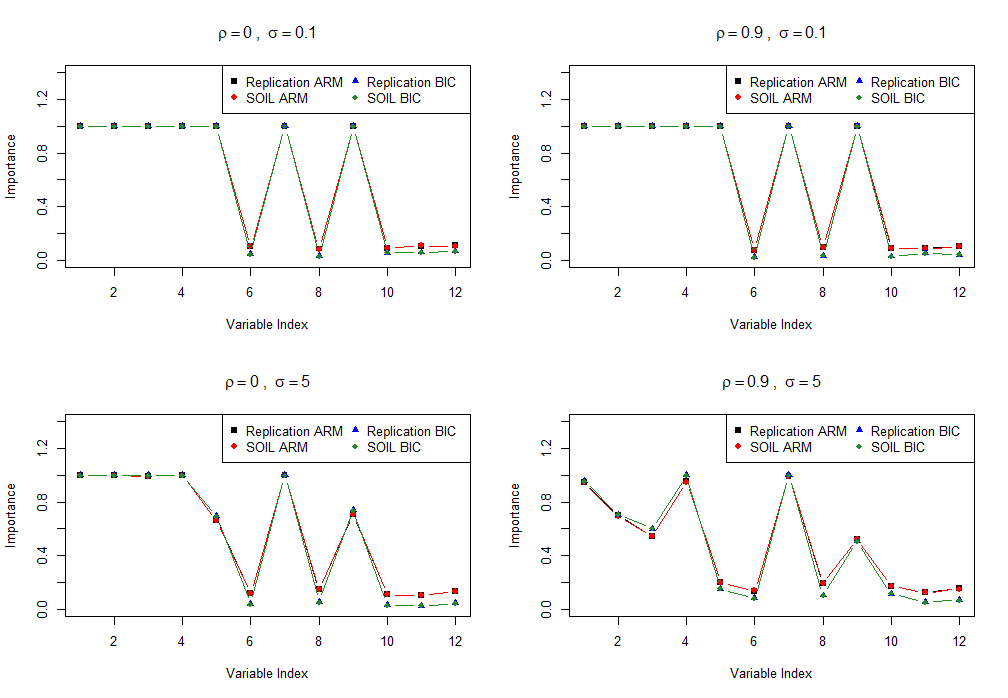 ρ = 0 , σ = 0.1
Replication ARM Replication BIC
SOIL ARM SOIL BIC
Importance
1.2
0.8
0.4
0.0
2 4 6 8 10 12
Variable Index
ρ = 0.9 , σ = 0.1
Replication ARM Replication BIC
SOIL ARM SOIL BIC
Importance
1.2
0.8
0.4
0.0
2 4 6 8 10 12
Variable Index
ρ = 0 , σ = 5
Replication ARM Replication BIC
SOIL ARM SOIL BIC
Importance
1.2
0.8
0.4
0.0
2 4 6 8 10 12
Variable Index
ρ = 0.9 , σ = 5
Replication ARM Replication BIC
SOIL ARM SOIL BIC
Importance
1.2
0.8
0.4
0.0
2 4 6 8 10 12
Variable Index